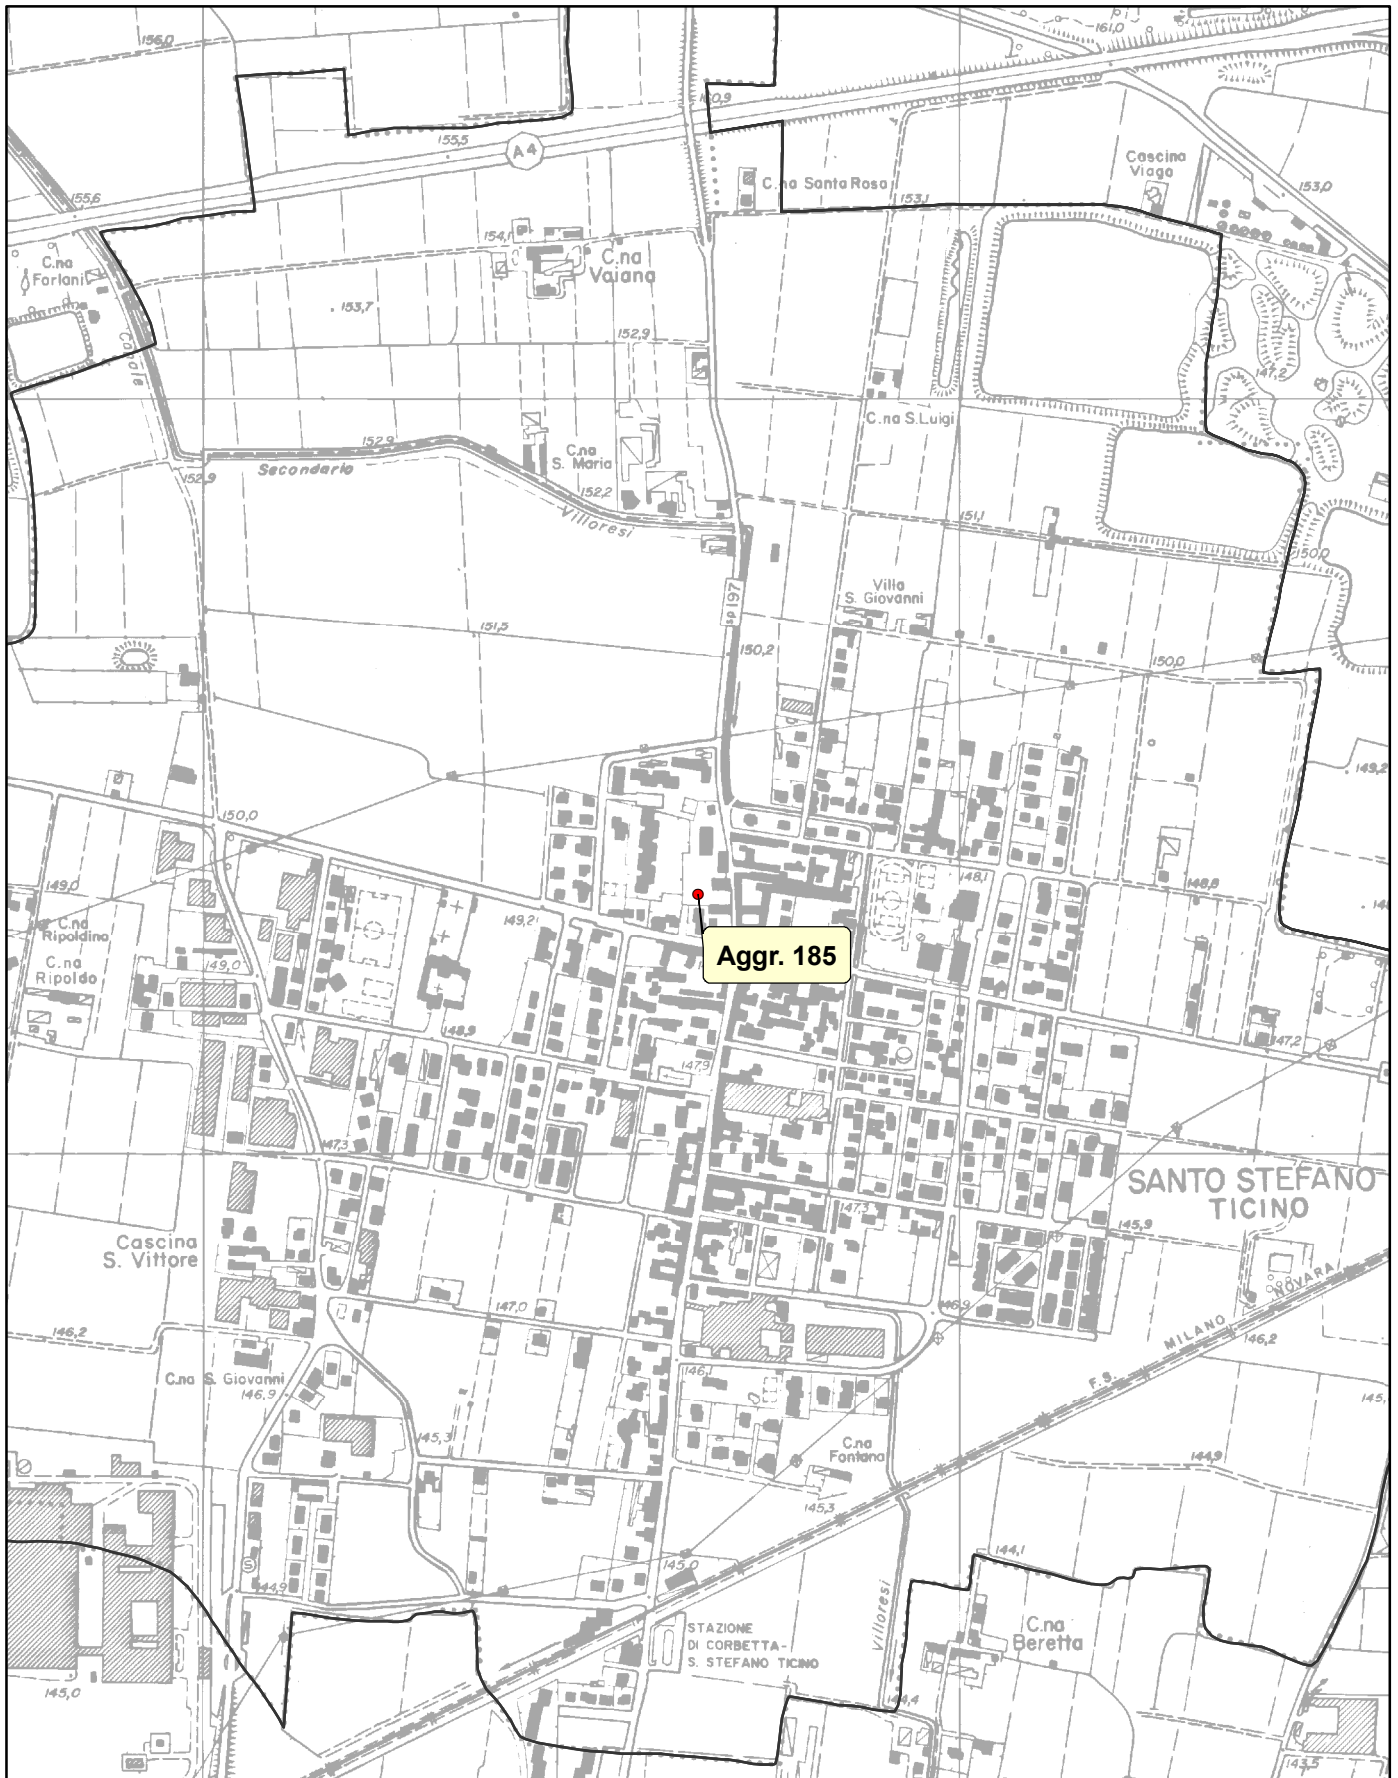 156,0
161,0
160,9
155,5
A4
Cascina
Viago
C.na Santa Rosa
153,0
155,6
153,1
154,1
C.na
Forlani
C.na
Vaiana
153,7
152,9
Canale
147,2
C.na S.Luigi
152,9
Secondario
C.na
S. Maria
152,9
152,2
Villoresi
151,1
150,0
SP197
Villa
S. Giovanni
151,5
150,2
150,0
149,2
150,0
149,0
148,1
148,8
149,2
C.na
Ripoldina
C.na
Ripoldo
149,0
Aggr. 185
148,9
147,2
147,9
147,3
SANTO STEFANO
TICINO
147,3
145,9
Cascina
S. Vittore
NOVARA
147,0
146,9
146,2
MILANO
146,2
146,1
C.na S. Giovanni
146,9
F.S.
145,3
C.na
Fontana
144,9
145,3
S
145,0
144,1
144,9
Villoresi
C.na
Beretta
STAZIONE
DI CORBETTA-
S. STEFANO TICINO
145,0
144,4
143,5